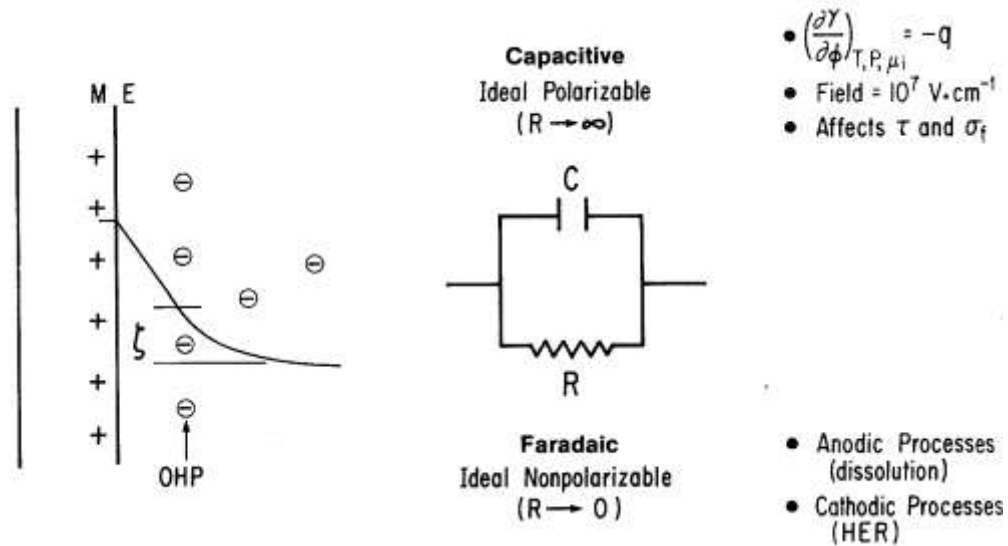 M E
+
+
+
+
+
+
⊖
⊖
⊖
⊖
⊖
⊖
ζ
OHP
Capacitive
Ideal Polarizable
(R → ∞)
C
R
Faradaic
Ideal Nonpolarizable
(R → 0)
• (∂γ/∂ϕ)T,P,μi = -q
• Field = 10⁷ V·cm⁻¹
• Affects τ and σf
• Anodic Processes
(dissolution)
• Cathodic Processes
(HER)